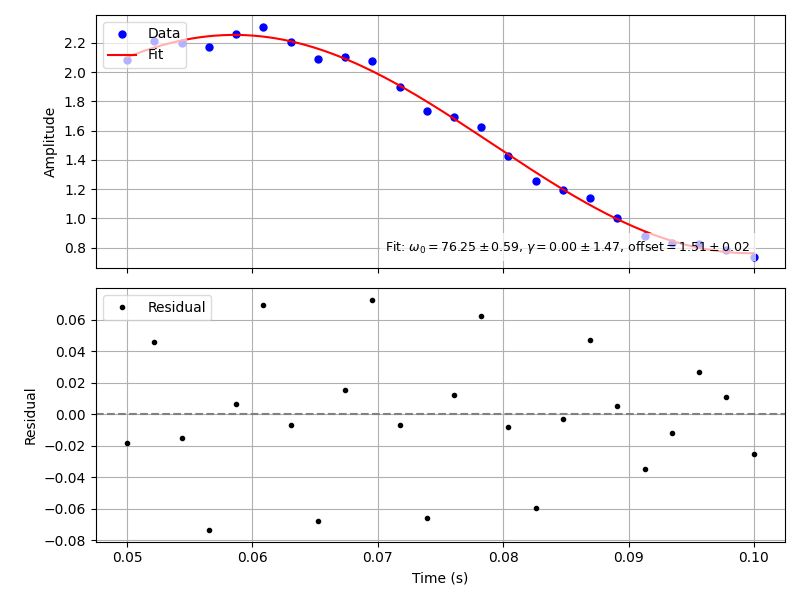 2.2
2.0
1.8
1.6
1.4
1.2
1.0
0.8
Amplitude
Data
Fit
Fit: ω₀ = 76.25 ± 0.59, γ = 0.00 ± 1.47, offset = 1.51 ± 0.02
0.06
0.04
0.02
0.00
−0.02
−0.04
−0.06
−0.08
Residual
Residual
0.05 0.06 0.07 0.08 0.09 0.10
Time (s)